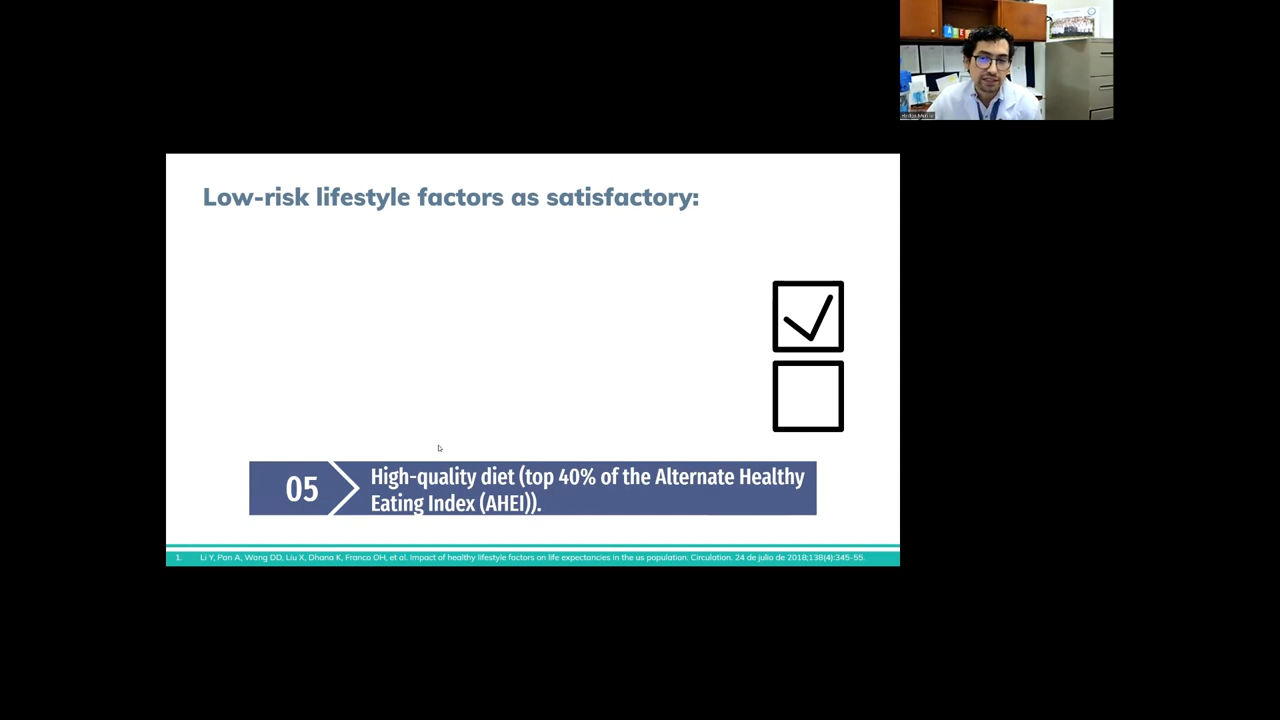 Low-risk lifestyle factors as satisfactory:
05
High-quality diet (top 40% of the Alternate Healthy
Eating Index (AHEI)).
1. Li Y, Pan A, Wang DD, Liu X, Dhana K, Franco OH, et al. Impact of healthy lifestyle factors on life expectancies in the us population. Circulation. 24 de julio de 2018;138(4):345-55.